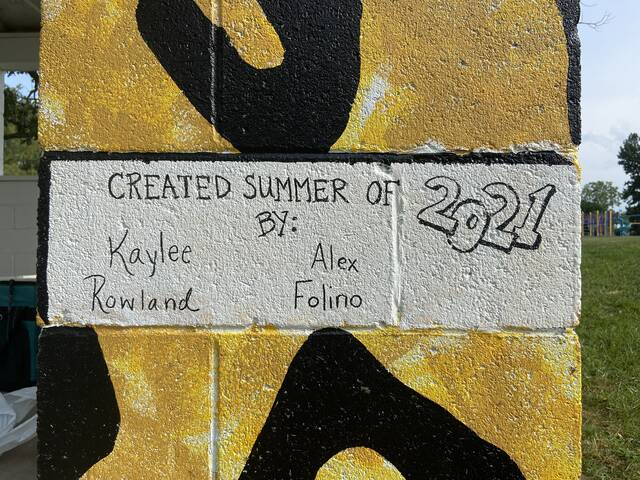 CREATED SUMMER OF 2021
BY:
Kaylee Rowland
Alex Folino